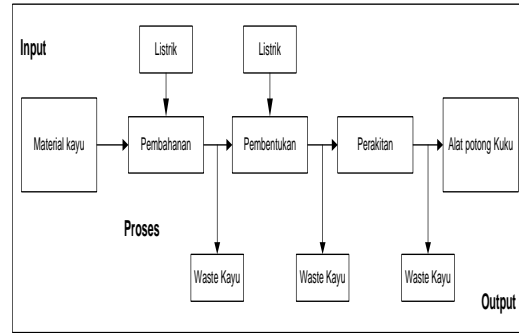 Input
Listrik
Listrik
Material kayu
Pembahanan
Pembentukan
Perakitan
Alat potong Kuku
Proses
Waste Kayu
Waste Kayu
Waste Kayu
Output